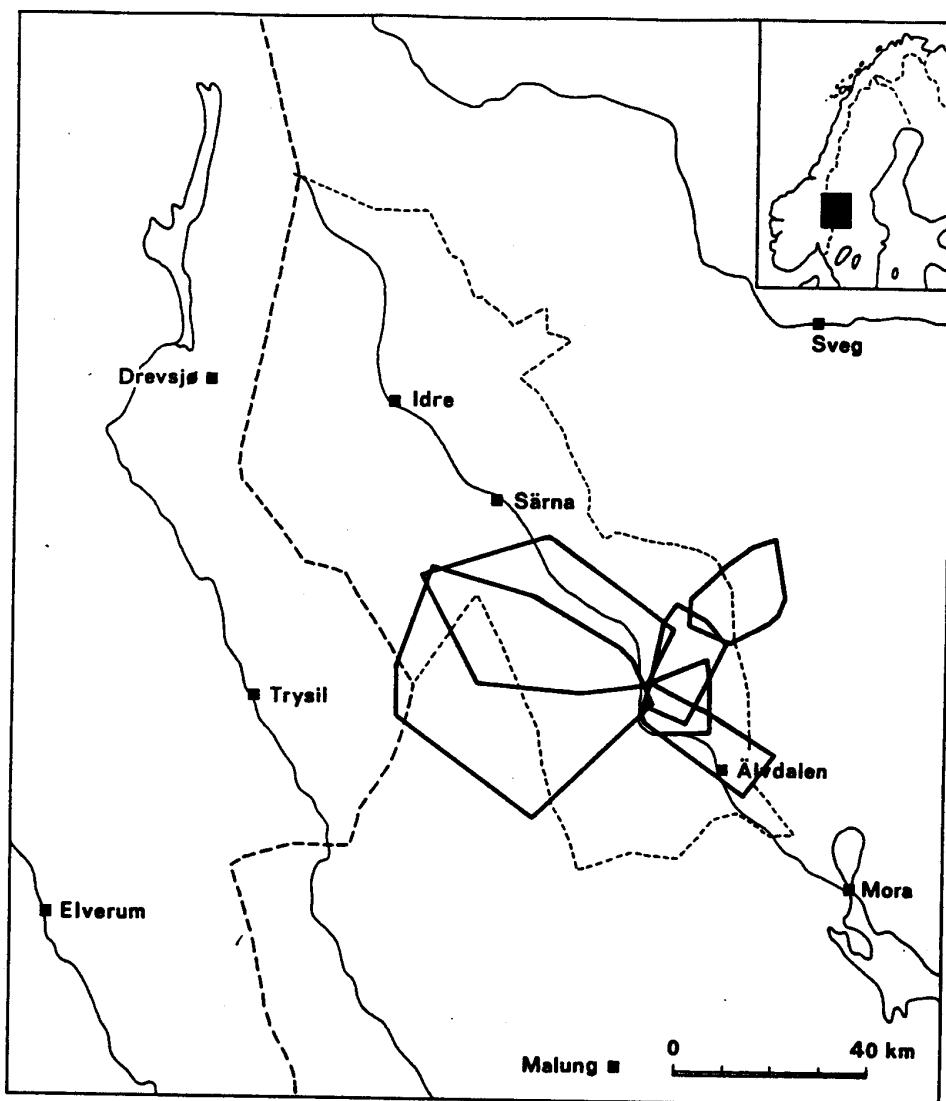 Sveg
Drevsjø
Idre
Särna
Trysil
Älvdalen
Mora
Elverum
0 40 km
Malung